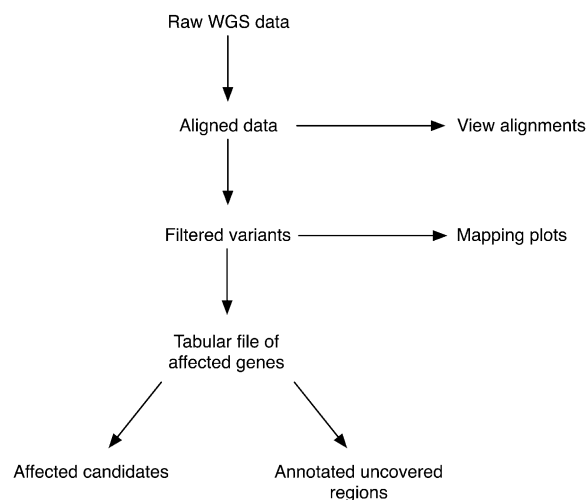 Raw WGS data
Aligned data
View alignments
Filtered variants
Mapping plots
Tabular file of
affected genes
Affected candidates
Annotated uncovered
regions